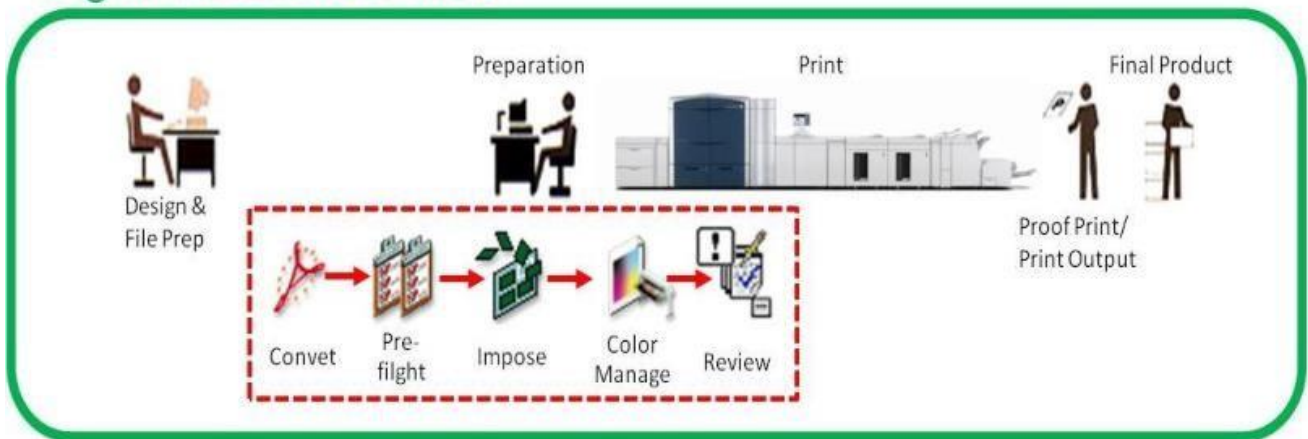 Preparation
Print
Final Product
Design &
File Prep
Proof Print/
Print Output
Convet
Pre-
filght
Impose
Color
Manage
Review